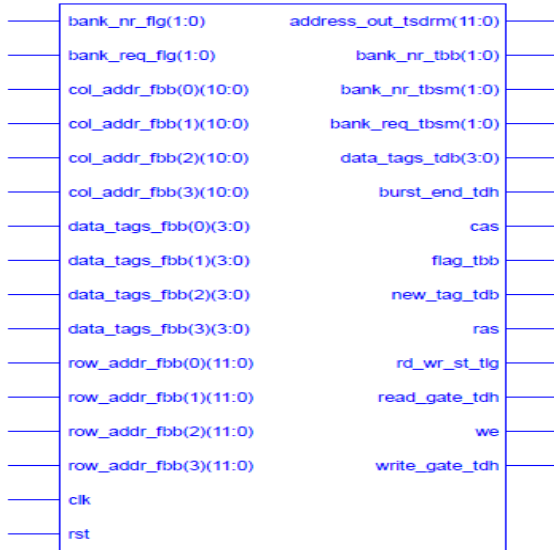 bank_nr_flg(1:0) address_out_tsdrm(11:0)
bank_req_flg(1:0) bank_nr_tbb(1:0)
col_addr_fbb(0)(10:0) bank_nr_tbsm(1:0)
col_addr_fbb(1)(10:0) bank_req_tbsm(1:0)
col_addr_fbb(2)(10:0) data_tags_tdb(3:0)
col_addr_fbb(3)(10:0) burst_end_tdh
data_tags_fbb(0)(3:0) cas
data_tags_fbb(1)(3:0) flag_tbb
data_tags_fbb(2)(3:0) new_tag_tdb
data_tags_fbb(3)(3:0) ras
row_addr_fbb(0)(11:0) rd_wr_st_tlg
row_addr_fbb(1)(11:0) read_gate_tdh
row_addr_fbb(2)(11:0) we
row_addr_fbb(3)(11:0) write_gate_tdh
clk
rst